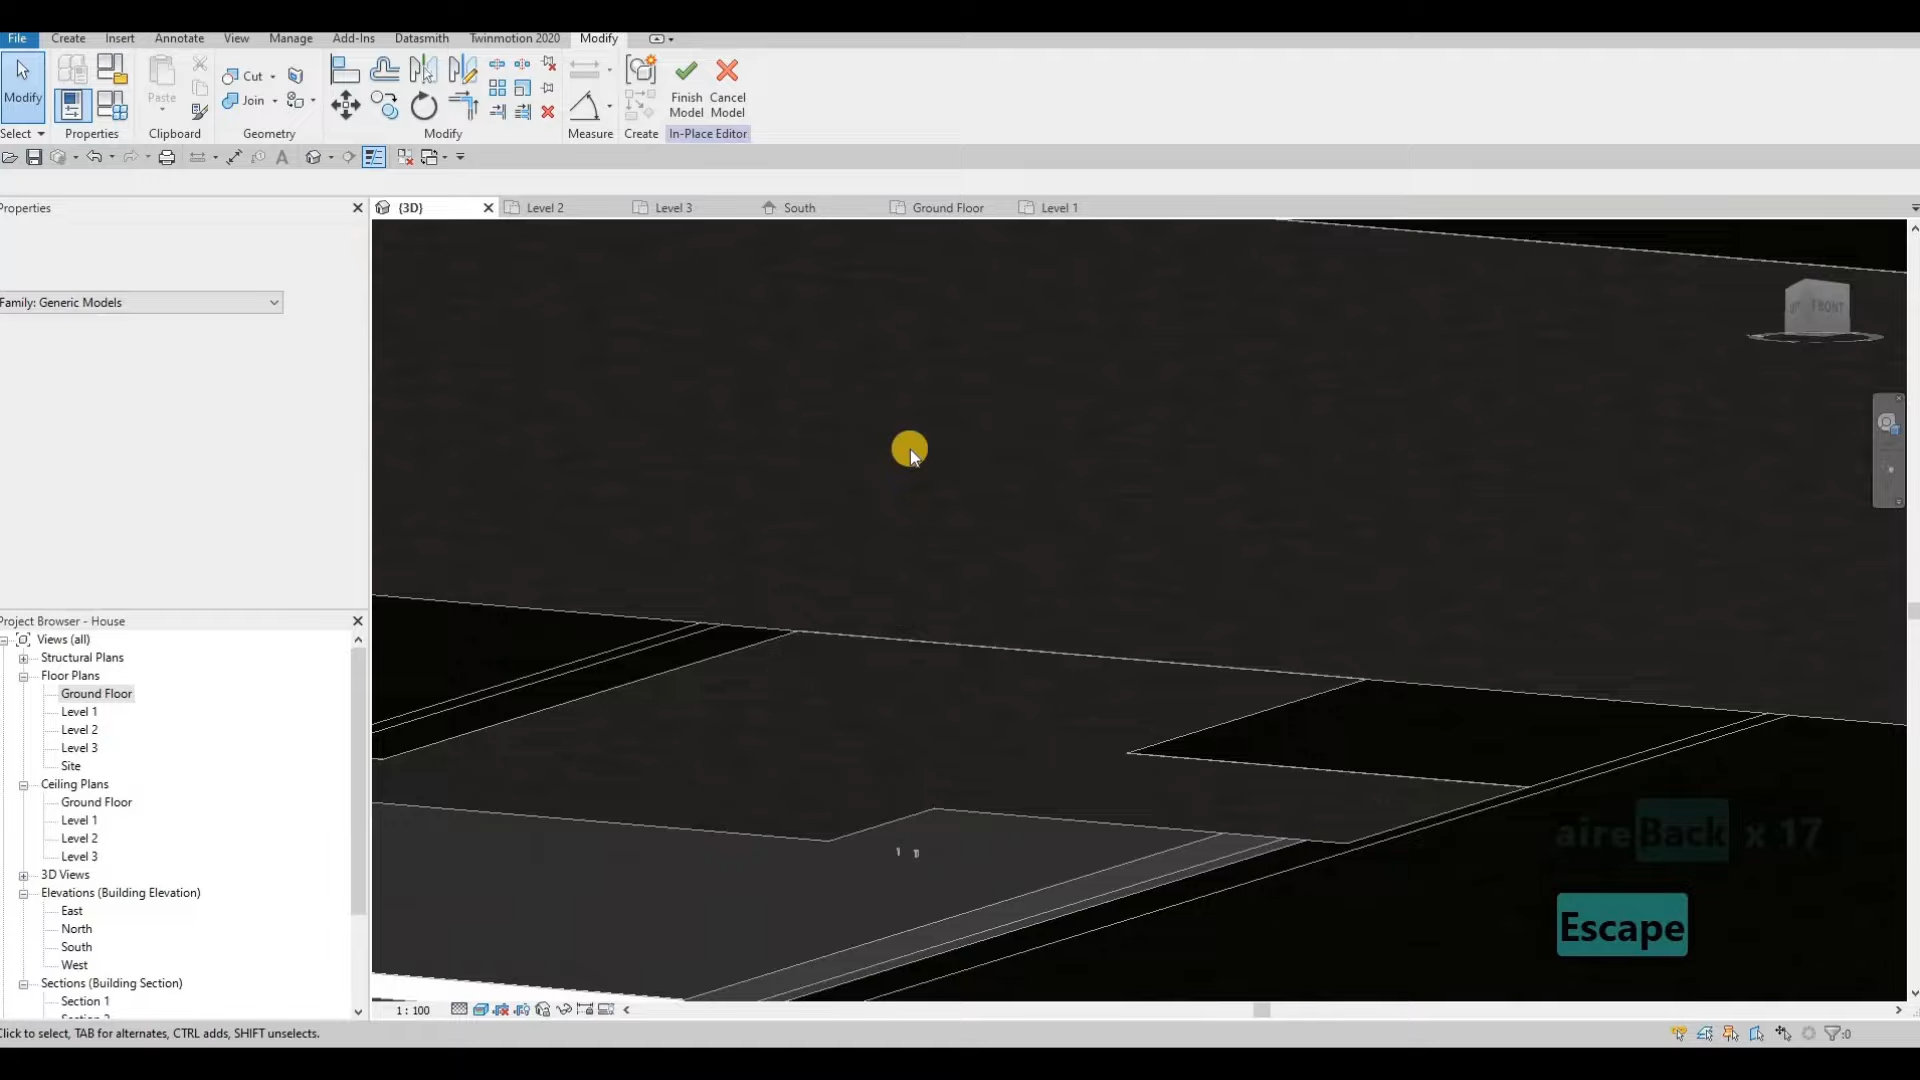 File Create Insert Annotate View Manage Add-Ins Datasmith Twinmotion 2020 Modify
Modify
Paste
Cut
Join
Finish Model
Cancel Model
Select Properties Clipboard Geometry Modify Measure Create In-Place Editor
Properties
{3D} Level 2 Level 3 South Ground Floor Level 1
Family: Generic Models
FRONT
Project Browser - House
Views (all)
Structural Plans
Floor Plans
Ground Floor
Level 1
Level 2
Level 3
Site
Ceiling Plans
Ground Floor
Level 1
Level 2
Level 3
3D Views
Elevations (Building Elevation)
East
North
South
West
Sections (Building Section)
Section 1
aire Back x 17
Escape
1 : 100
Click to select, TAB for alternates, CTRL adds, SHIFT unselects.
:0